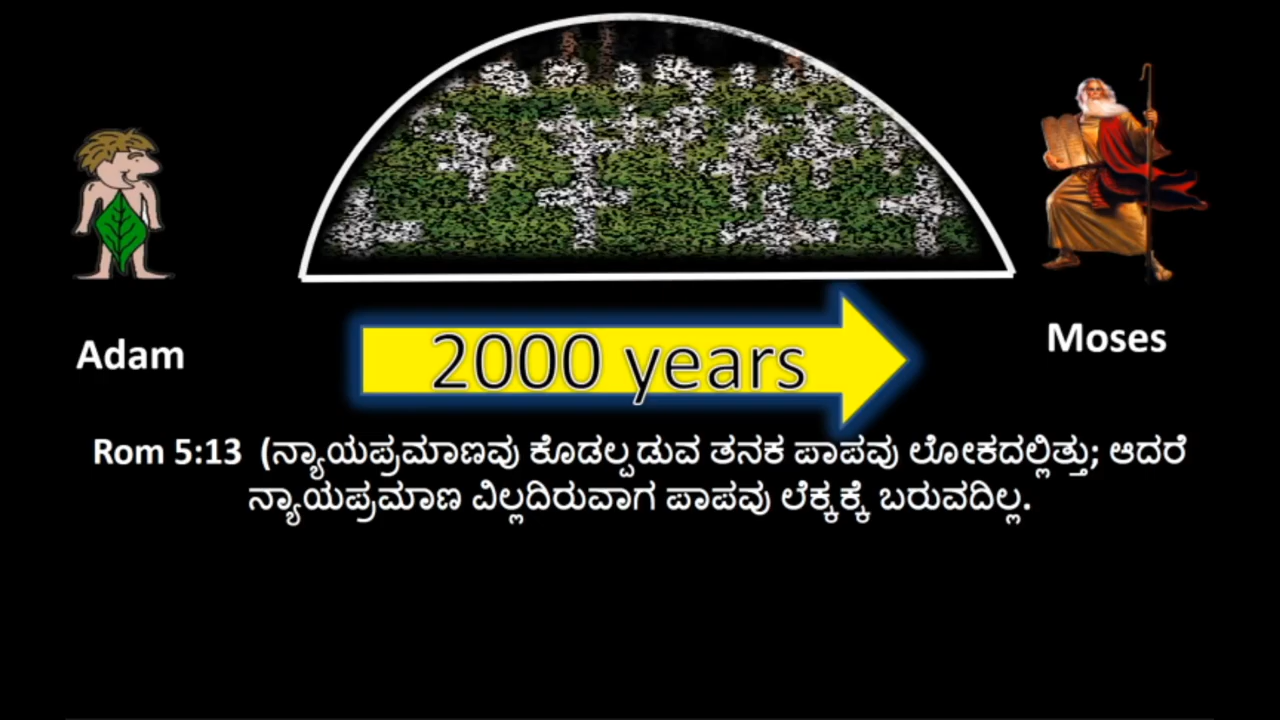 Adam
Moses
2000 years
Rom 5:13 (ನ್ಯಾಯಪ್ರಮಾಣವು ಕೊಡಲ್ಪಡುವ ತನಕ ಪಾಪವು ಲೋಕದಲ್ಲಿತ್ತು; ಆದರೆ
ನ್ಯಾಯಪ್ರಮಾಣ ವಿಲ್ಲದಿರುವಾಗ ಪಾಪವು ಲೆಕ್ಕಕ್ಕೆ ಬರುವದಿಲ್ಲ.